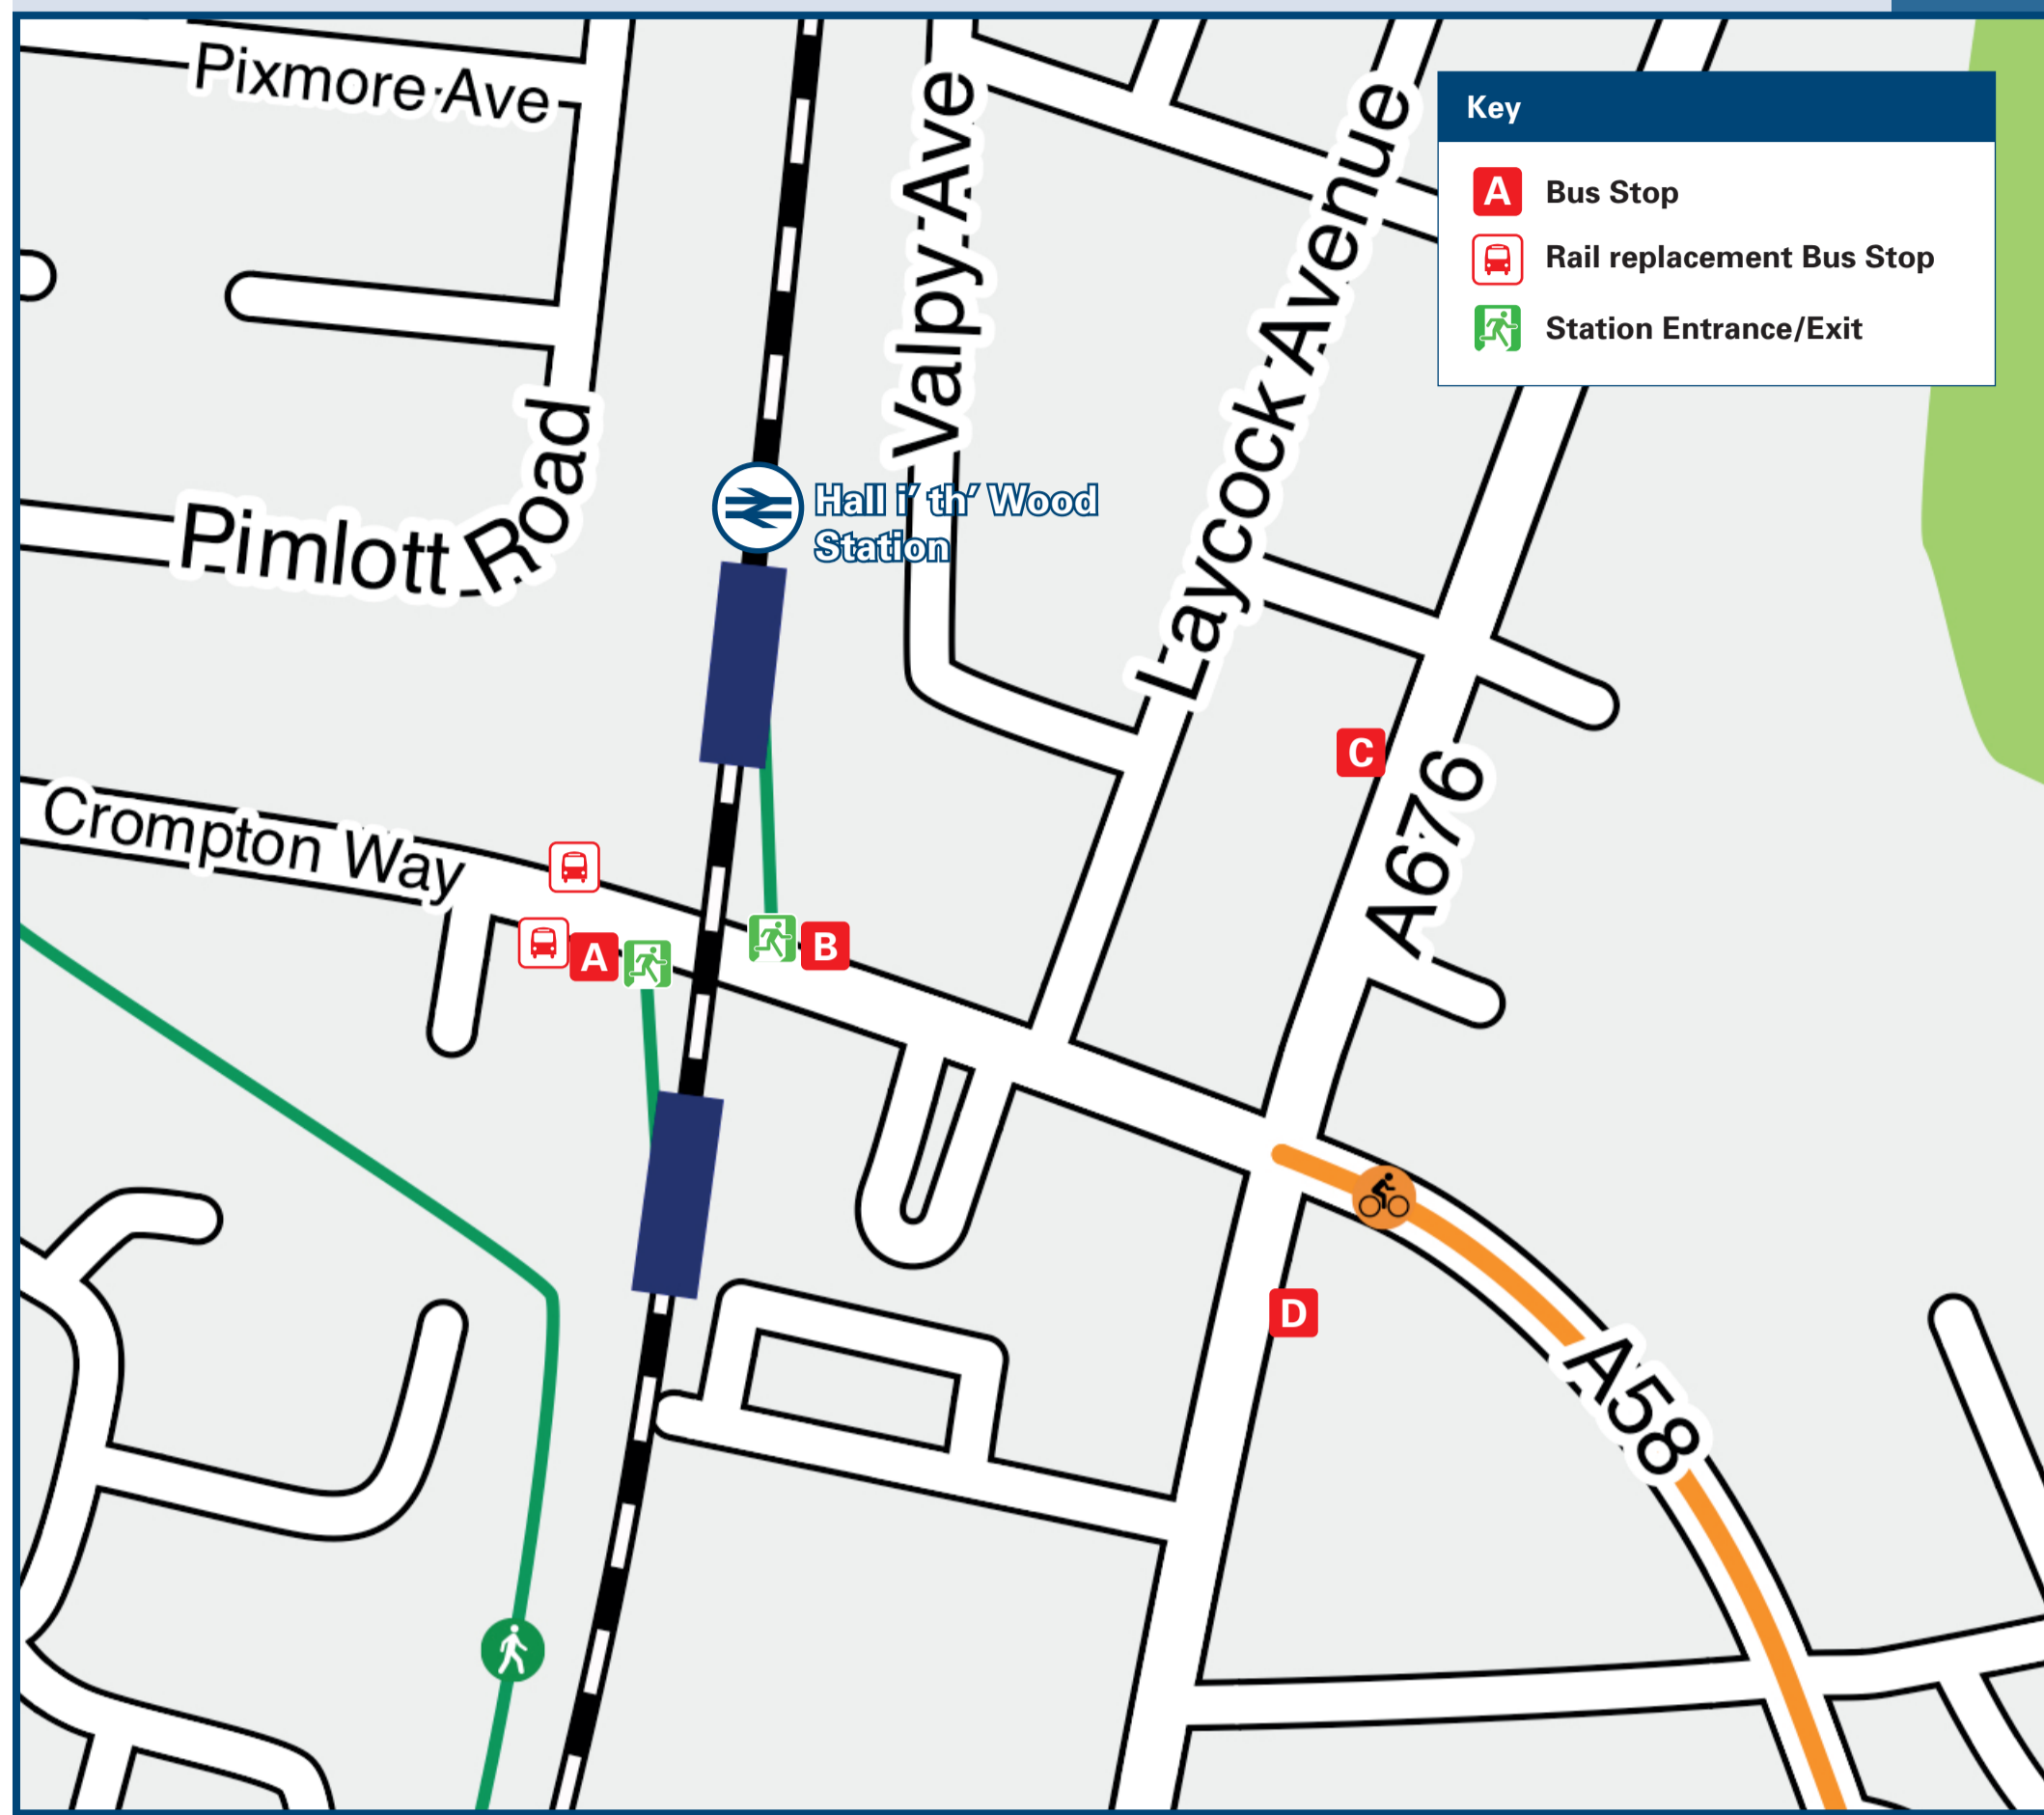 Pixmore Ave
Valpy Ave
Laycock Avenue
Key
A Bus Stop
Rail replacement Bus Stop
Station Entrance/Exit
Pimlott Road
Hall i’ th’ Wood
Station
Crompton Way
C
A676
A
B
D
A58